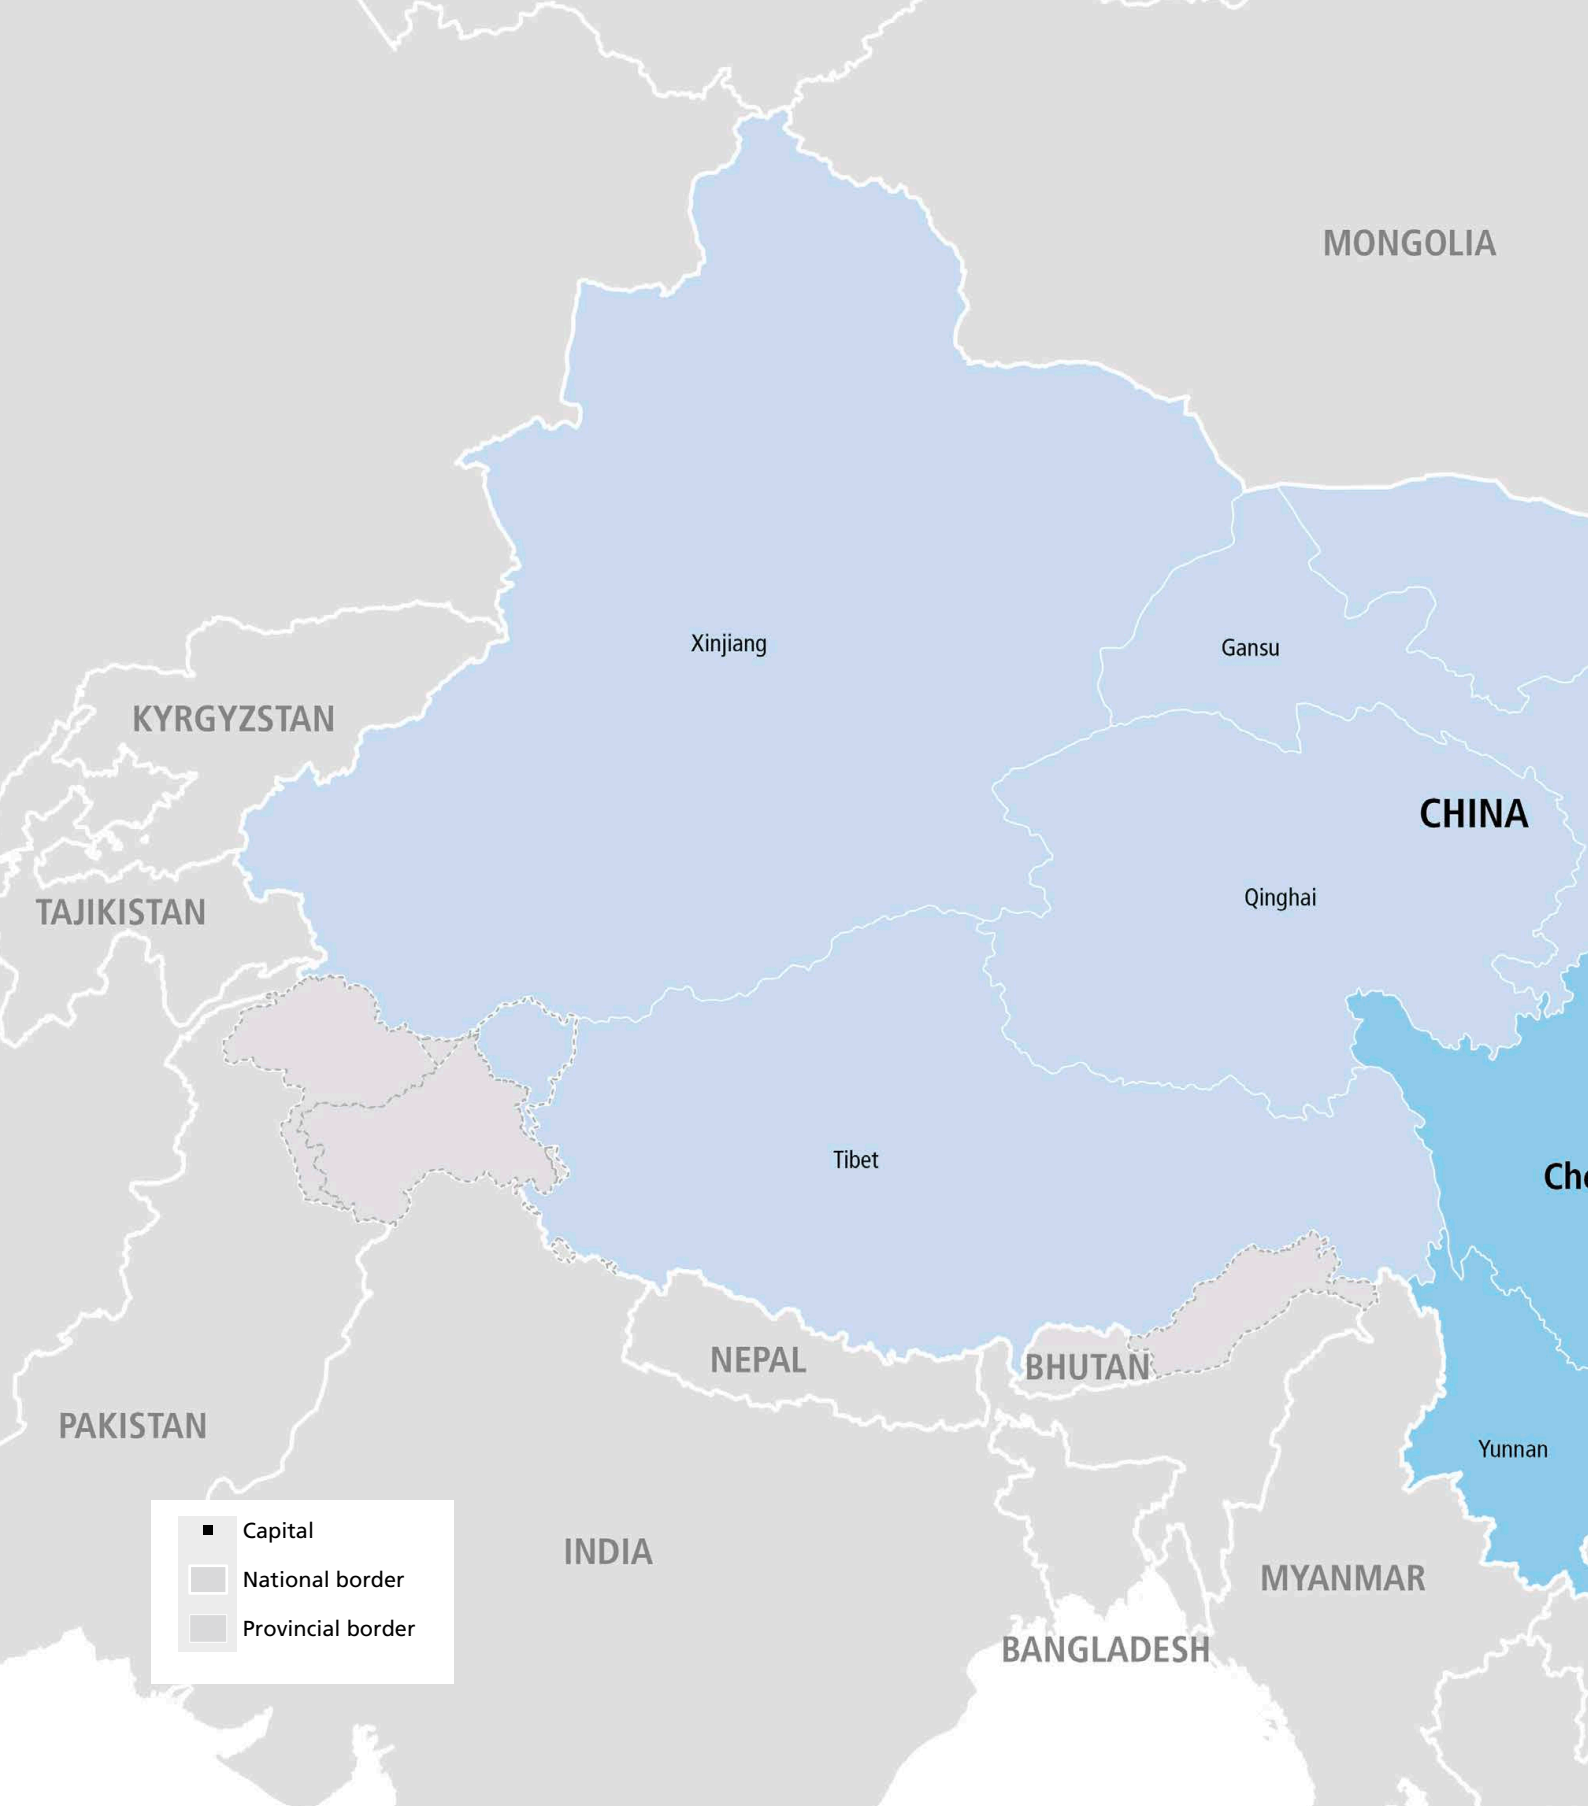 MONGOLIA
Xinjiang
Gansu
KYRGYZSTAN
CHINA
Qinghai
TAJIKISTAN
Tibet
NEPAL
BHUTAN
PAKISTAN
Yunnan
Capital
INDIA
National border
MYANMAR
Provincial border
BANGLADESH